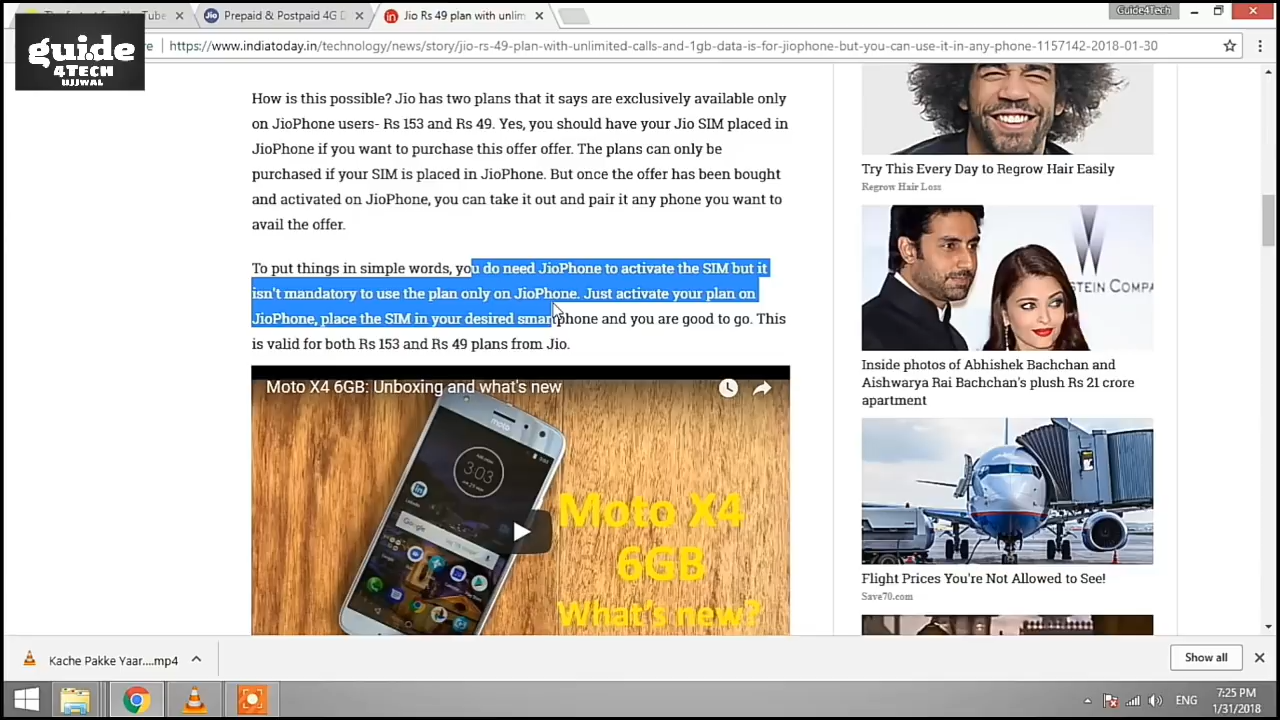 The fastest fox YouTube
Prepaid & Postpaid 4G D
Jio Rs 49 plan with unlim
Guide4Tech
https://www.indiatoday.in/technology/news/story/jio-rs-49-plan-with-unlimited-calls-and-1gb-data-is-for-jiophone-but-you-can-use-it-in-any-phone-1157142-2018-01-30
guide
4TECH
UJJWAL
How is this possible? Jio has two plans that it says are exclusively available only
on JioPhone users- Rs 153 and Rs 49. Yes, you should have your Jio SIM placed in
JioPhone if you want to purchase this offer offer. The plans can only be
purchased if your SIM is placed in JioPhone. But once the offer has been bought
and activated on JioPhone, you can take it out and pair it any phone you want to
avail the offer.
To put things in simple words, you do need JioPhone to activate the SIM but it
isn't mandatory to use the plan only on JioPhone. Just activate your plan on
JioPhone, place the SIM in your desired smartphone and you are good to go. This
is valid for both Rs 153 and Rs 49 plans from Jio.
Moto X4 6GB: Unboxing and what's new
moto
3:03
Google
Moto X4
6GB
What's new?
Try This Every Day to Regrow Hair Easily
Regrow Hair Loss
STEIN COMPA
Inside photos of Abhishek Bachchan and
Aishwarya Rai Bachchan's plush Rs 21 crore
apartment
Flight Prices You're Not Allowed to See!
Save70.com
Kache Pakke Yaar....mp4
Show all
ENG
7:25 PM
1/31/2018